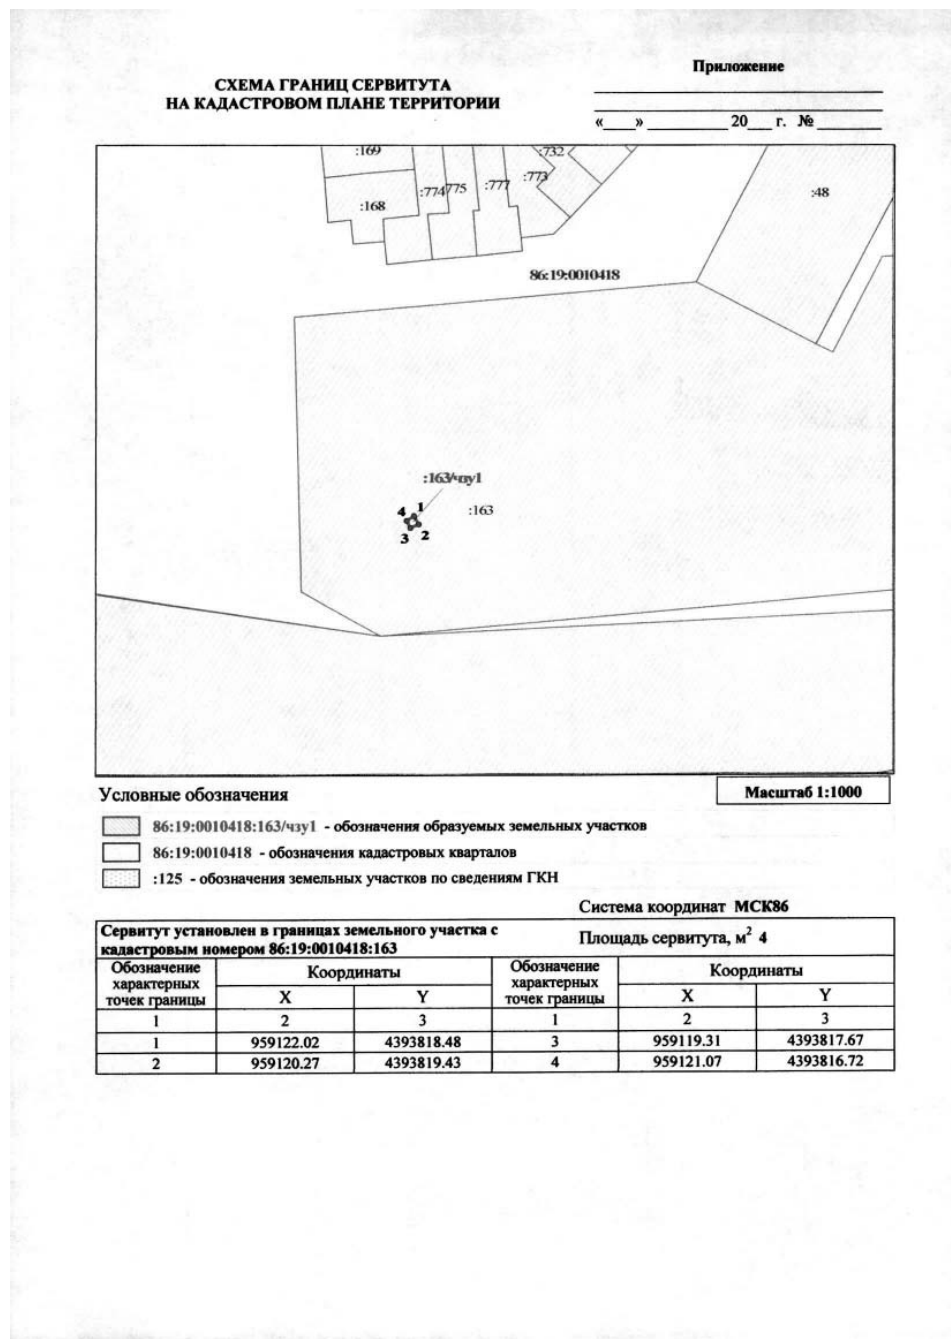 Приложение
СХЕМА ГРАНИЦ СЕРВИТУТА
НА КАДАСТРОВОМ ПЛАНЕ ТЕРРИТОРИИ
«____» ____________ 20___ г. № _________
:169
:732
:774
775
:777
:773
:48
:168
86:19:0010418
:163/чзу1
4 1
:163
3 2
Условные обозначения
Масштаб 1:1000
86:19:0010418:163/чзу1 - обозначения образуемых земельных участков
86:19:0010418 - обозначения кадастровых кварталов
:125 - обозначения земельных участков по сведениям ГКН
Система координат МСК86
Сервитут установлен в границах земельного участка с
кадастровым номером 86:19:0010418:163
Площадь сервитута, м² 4
Обозначение характерных точек границы Координаты Обозначение характерных точек границы Координаты
X Y X Y
1 2 3 1 2 3
1 959122.02 4393818.48 3 959119.31 4393817.67
2 959120.27 4393819.43 4 959121.07 4393816.72